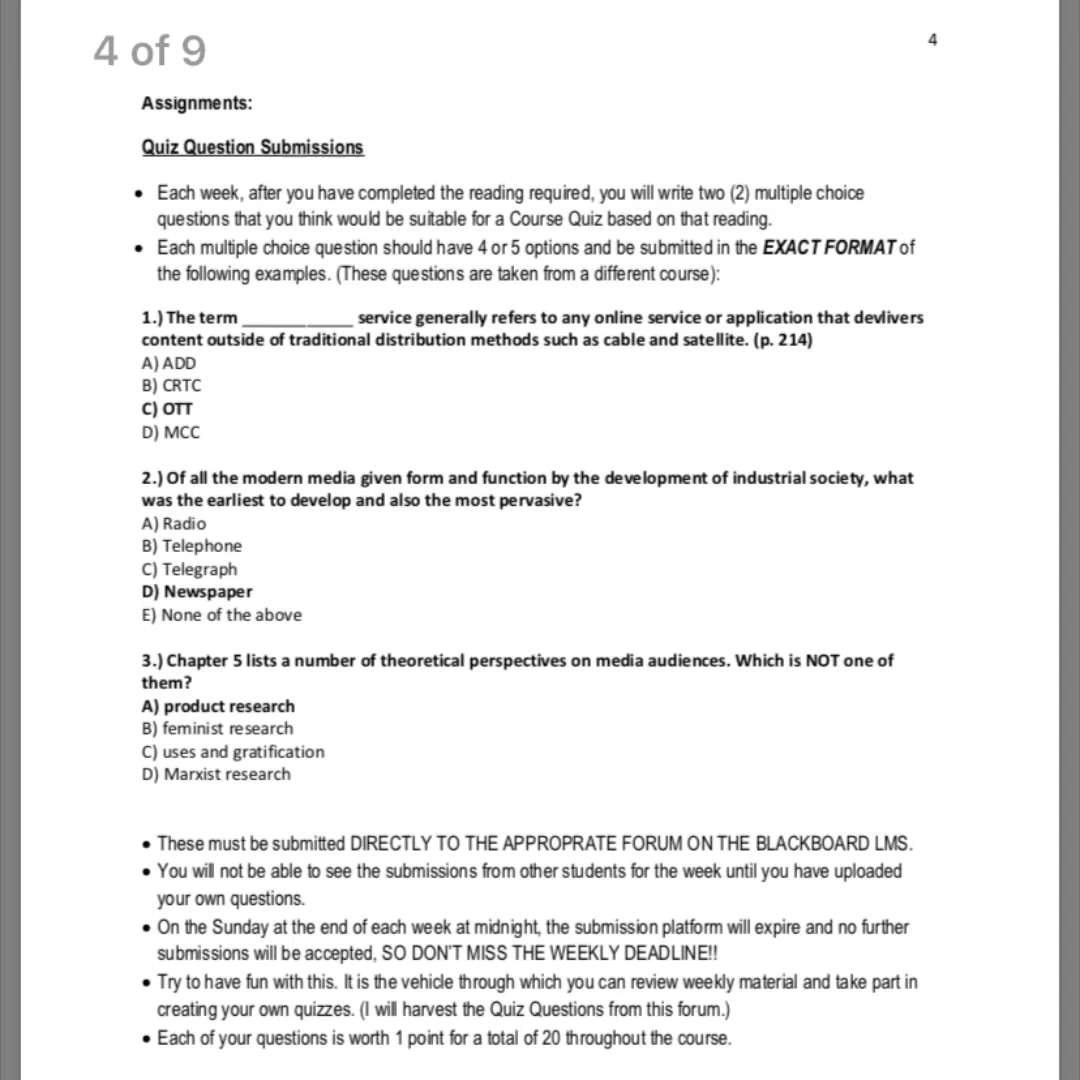 4 of 9
4
Assignments:
Quiz Question Submissions
• Each week, after you have completed the reading required, you will write two (2) multiple choice
questions that you think would be suitable for a Course Quiz based on that reading.
• Each multiple choice question should have 4 or 5 options and be submitted in the EXACT FORMAT of
the following examples. (These questions are taken from a different course):
1.) The term ____________ service generally refers to any online service or application that devlivers
content outside of traditional distribution methods such as cable and satellite. (p. 214)
A) ADD
B) CRTC
C) OTT
D) MCC
2.) Of all the modern media given form and function by the development of industrial society, what
was the earliest to develop and also the most pervasive?
A) Radio
B) Telephone
C) Telegraph
D) Newspaper
E) None of the above
3.) Chapter 5 lists a number of theoretical perspectives on media audiences. Which is NOT one of
them?
A) product research
B) feminist research
C) uses and gratification
D) Marxist research
• These must be submitted DIRECTLY TO THE APPROPRATE FORUM ON THE BLACKBOARD LMS.
• You will not be able to see the submissions from other students for the week until you have uploaded
your own questions.
• On the Sunday at the end of each week at midnight, the submission platform will expire and no further
submissions will be accepted, SO DON'T MISS THE WEEKLY DEADLINE!!
• Try to have fun with this. It is the vehicle through which you can review weekly material and take part in
creating your own quizzes. (I will harvest the Quiz Questions from this forum.)
• Each of your questions is worth 1 point for a total of 20 throughout the course.